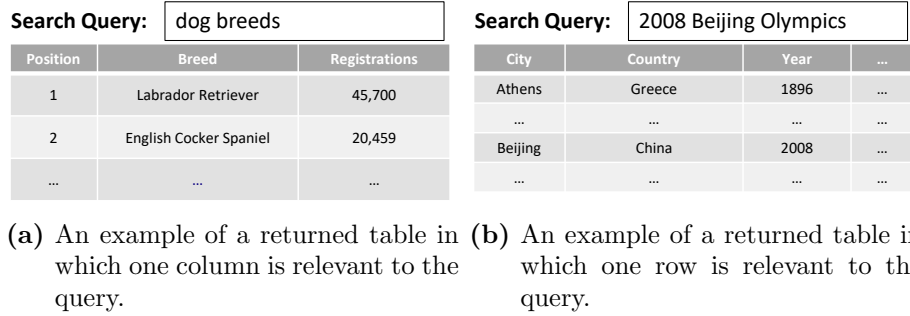 Search Query: dog breeds
Position Breed Registrations
1 Labrador Retriever 45,700
2 English Cocker Spaniel 20,459
... ... ...
(a) An example of a returned table in
which one column is relevant to the
query.
Search Query: 2008 Beijing Olympics
City Country Year ...
Athens Greece 1896 ...
... ... ... ...
Beijing China 2008 ...
... ... ... ...
(b) An example of a returned table i
which one row is relevant to th
query.